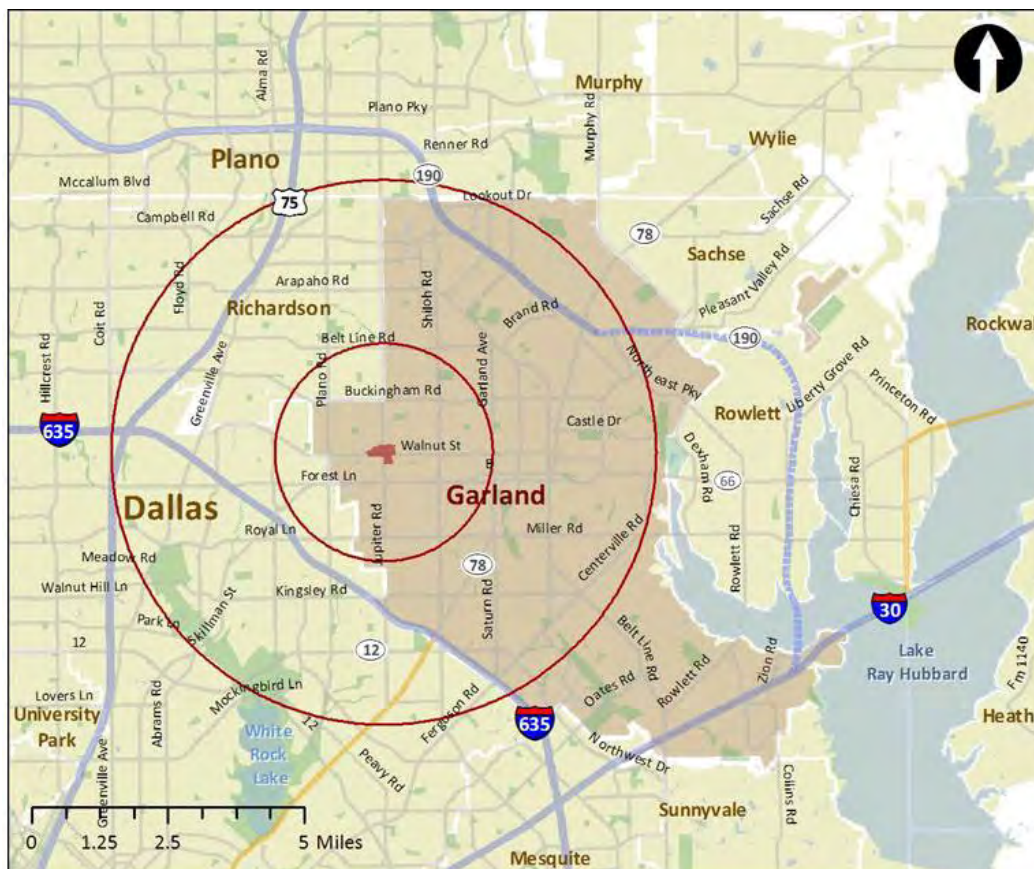 Murphy
Alma Rd
Plano Pky
Murphy Rd
Renner Rd
Wylie
Plano
190
Mccallum Blvd
75
Lookout Dr
Sachse Rd
Campbell Rd
78
Sachse
Floyd Rd
Arapaho Rd
Pleasant Valley Rd
Richardson
Shiloh Rd
Brand Rd
Coit Rd
Belt Line Rd
190
Rockwa
Hillcrest Rd
Greenville Ave
Plano Rd
Garland Ave
Northeast Pky
Liberty Grove Rd
Princeton Rd
Buckingham Rd
Castle Dr
Rowlett
635
Walnut St
Dexham Rd
Forest Ln
Garland
66
Chiesa Rd
Dallas
Royal Ln
Jupiter Rd
Miller Rd
Centerville Rd
Meadow Rd
78
Rowlett Rd
Walnut Hill Ln
Kingsley Rd
Saturn Rd
30
Park Ln
Skillman St
12
12
Belt Line Rd
Zion Rd
Lake
Ray Hubbard
Fm 1140
Lovers Ln
Abrams Rd
Mockingbird Ln
Oates Rd
Rowlett Rd
University
Park
12
Ferguson Rd
635
Heath
White
Rock
Lake
Peavy Rd
Northwest Dr
Greenville Ave
Collins Rd
Sunnyvale
0 1.25 2.5 5 Miles
Mesquite